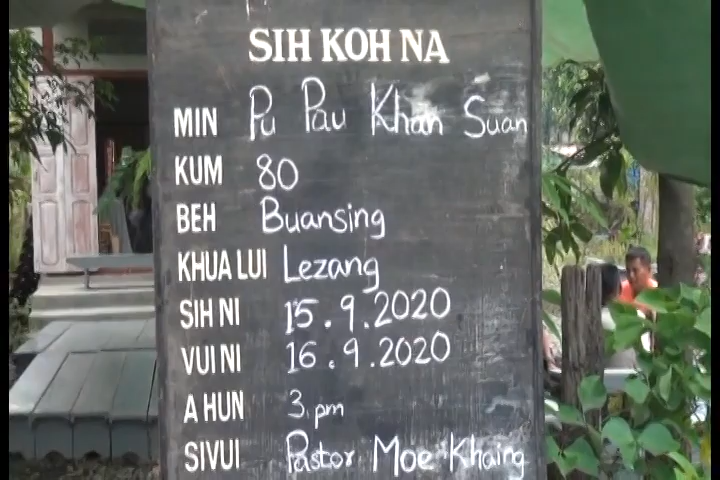 SIH KOH NA
MIN Pu Pau Khan Suan
KUM 80
BEH Buansing
KHUA LUI Lezang
SIH NI 15.9.2020
VUI NI 16.9.2020
A HUN 3.pm
SIVUI Pastor Moe Khaing